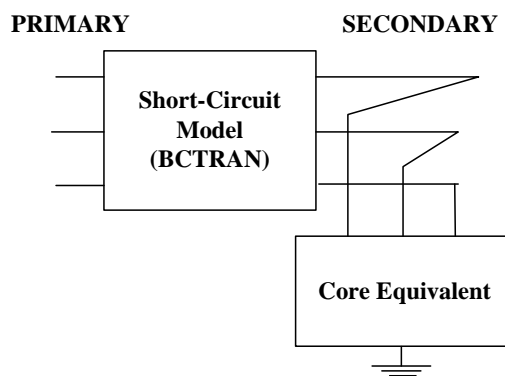 PRIMARY
SECONDARY
Short-Circuit
Model
(BCTRAN)
Core Equivalent